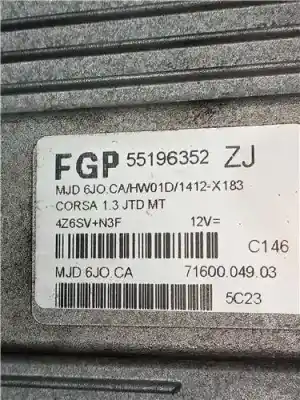 FGP 55196352 ZJ
MJD 6JO.CA/HW01D/1412-X183
CORSA 1.3 JTD MT
4Z6SV+N3F 12V=
C146
MJD 6JO.CA 71600.049.03
5C23